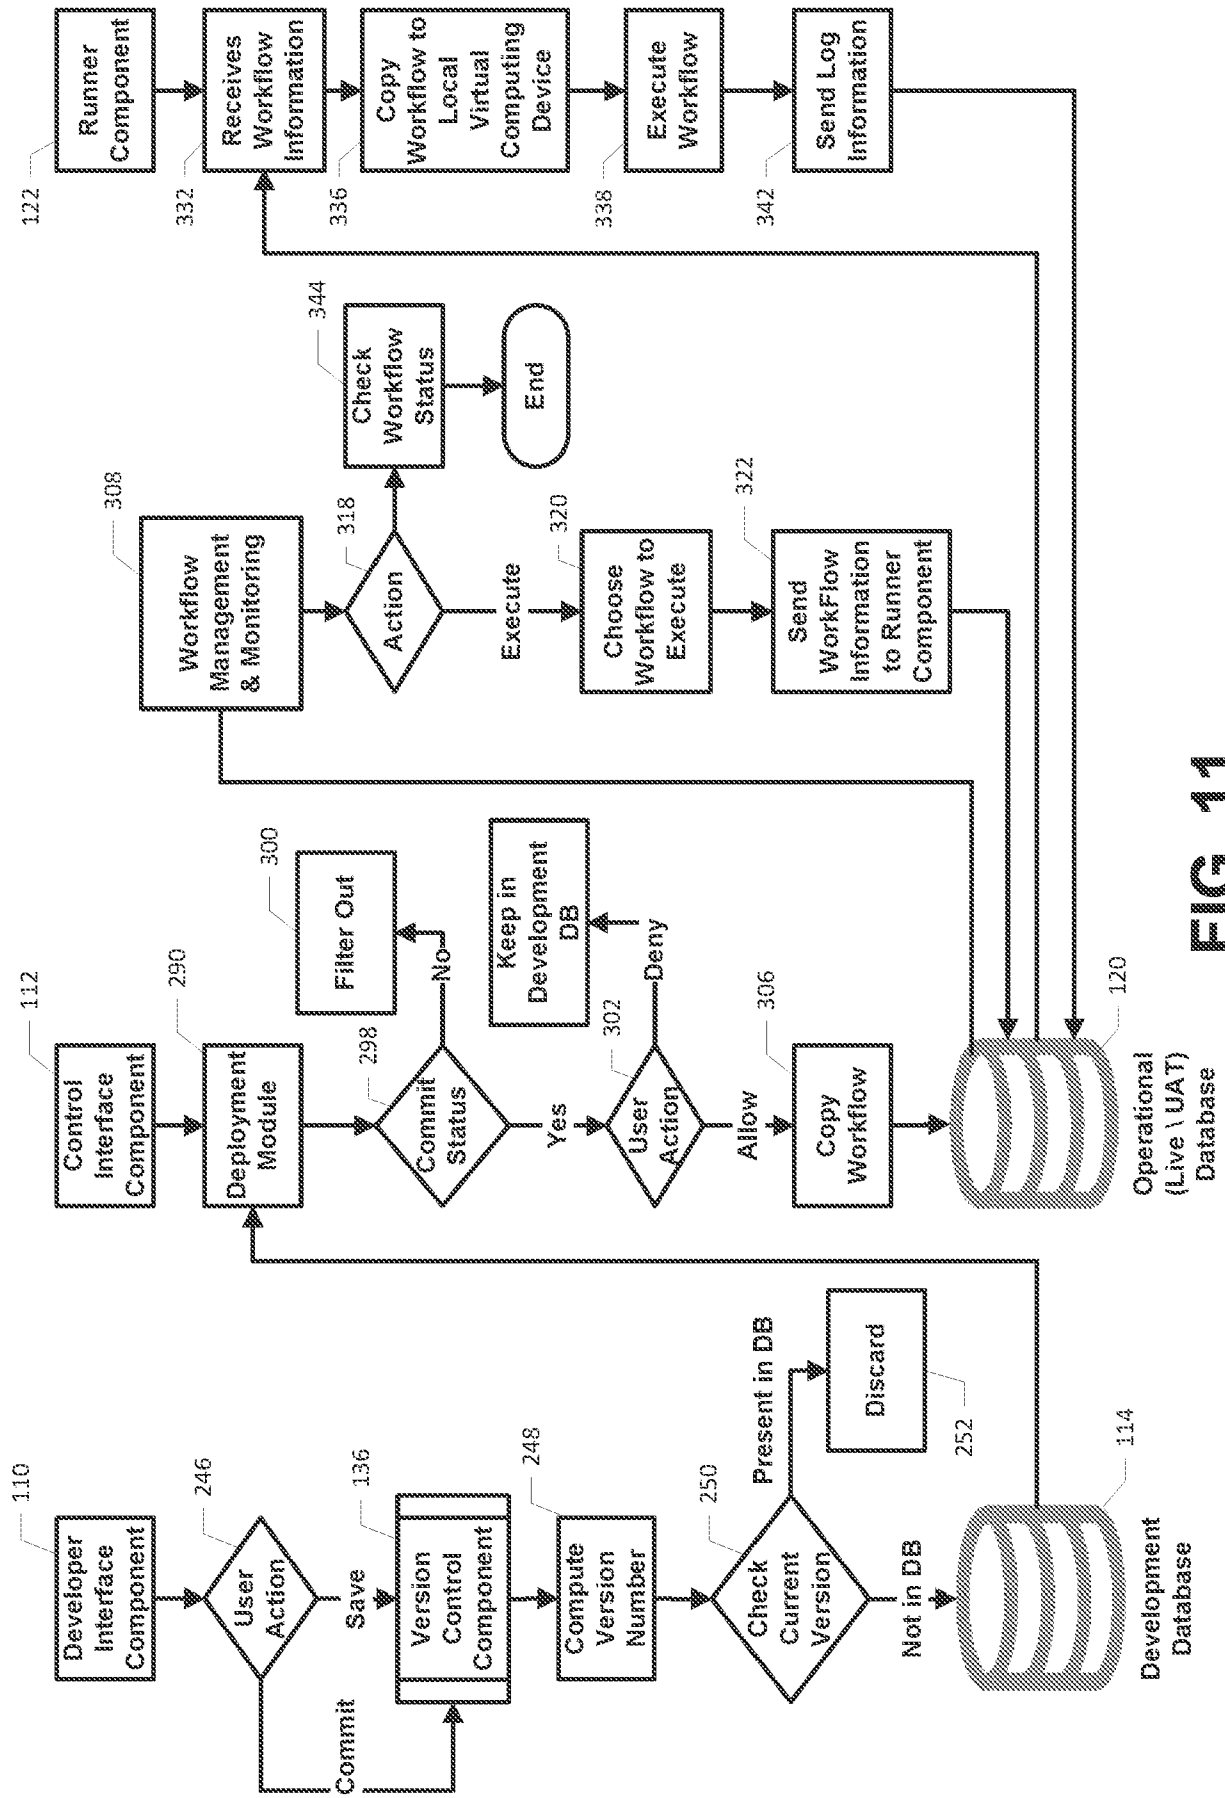 110
Developer
Interface
Component
246
User
Action
Save
Commit
136
Version
Control
Component
248
Compute
Version
Number
250
Check
Current
Version
Present in DB
Discard
252
Not in DB
114
Development
Database
112
Control
Interface
Component
290
Deployment
Module
298
Commit
Status
No
300
Filter Out
Yes
302
User
Action
Deny
Keep in
Development
DB
Allow
306
Copy
Workflow
120
Operational
(Live \ UAT)
Database
308
Workflow
Management
& Monitoring
318
Action
344
Check
Workflow
Status
End
Execute
320
Choose
Workflow to
Execute
322
Send
WorkFlow
Information
to Runner
Component
122
Runner
Component
332
Receives
Workflow
Information
336
Copy
Workflow to
Local
Virtual
Computing
Device
338
Execute
Workflow
342
Send Log
Information
FIG. 11